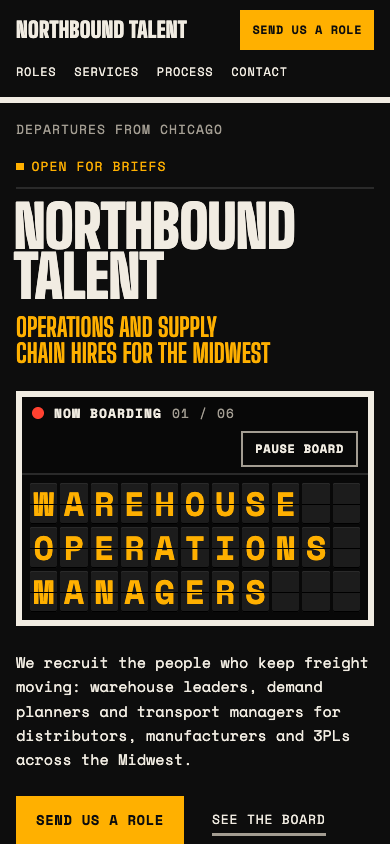 NORTHBOUND TALENT
SEND US A ROLE
ROLES SERVICES PROCESS CONTACT
DEPARTURES FROM CHICAGO
OPEN FOR BRIEFS
NORTHBOUND
TALENT
OPERATIONS AND SUPPLY
CHAIN HIRES FOR THE MIDWEST
NOW BOARDING 01 / 06
PAUSE BOARD
WAREHOUSE
OPERATIONS
MANAGERS
We recruit the people who keep freight
moving: warehouse leaders, demand
planners and transport managers for
distributors, manufacturers and 3PLs
across the Midwest.
SEND US A ROLE
SEE THE BOARD